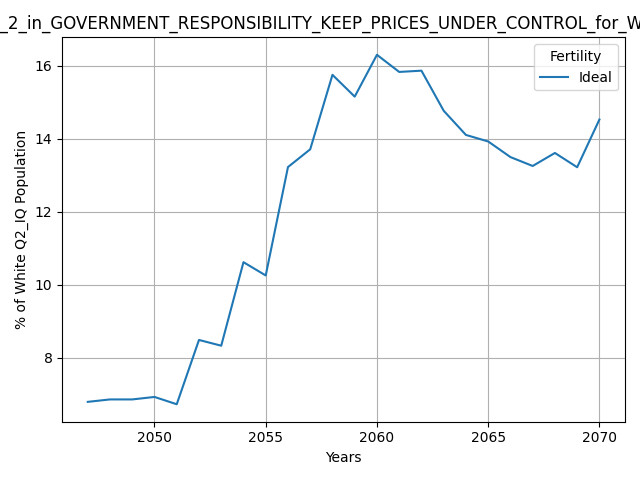 _2_in_GOVERNMENT_RESPONSIBILITY_KEEP_PRICES_UNDER_CONTROL_for_W
Fertility
Ideal
16
14
12
10
8
% of White Q2_IQ Population
2050
2055
2060
2065
2070
Years